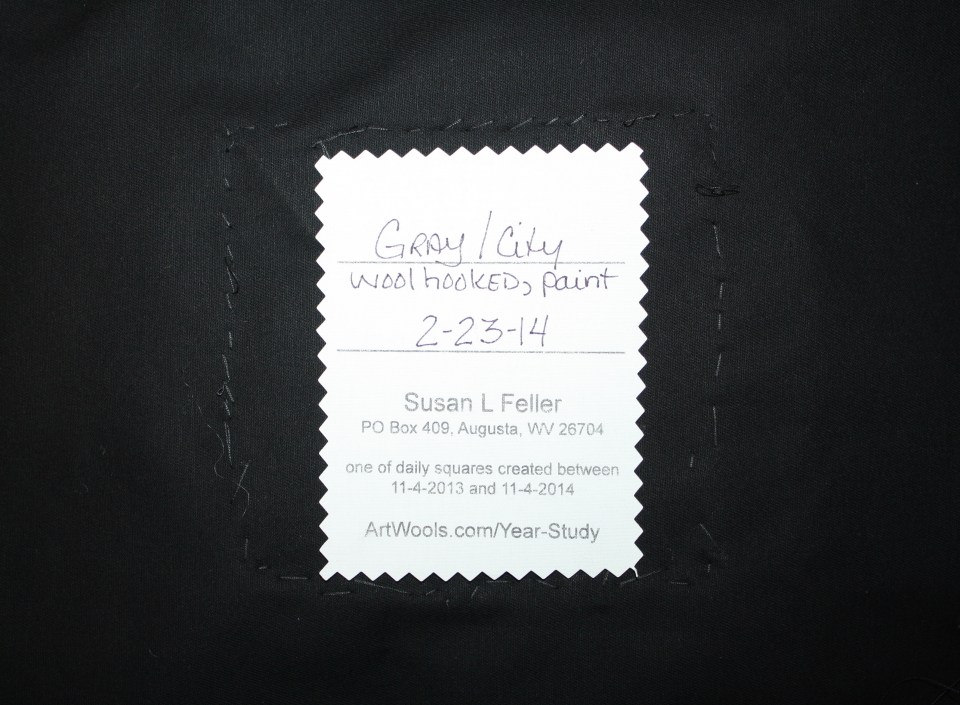 GRAY / City
wool hooked, paint
2-23-14
Susan L Feller
PO Box 409, Augusta, WV 26704
one of daily squares created between
11-4-2013 and 11-4-2014
ArtWools.com/Year-Study